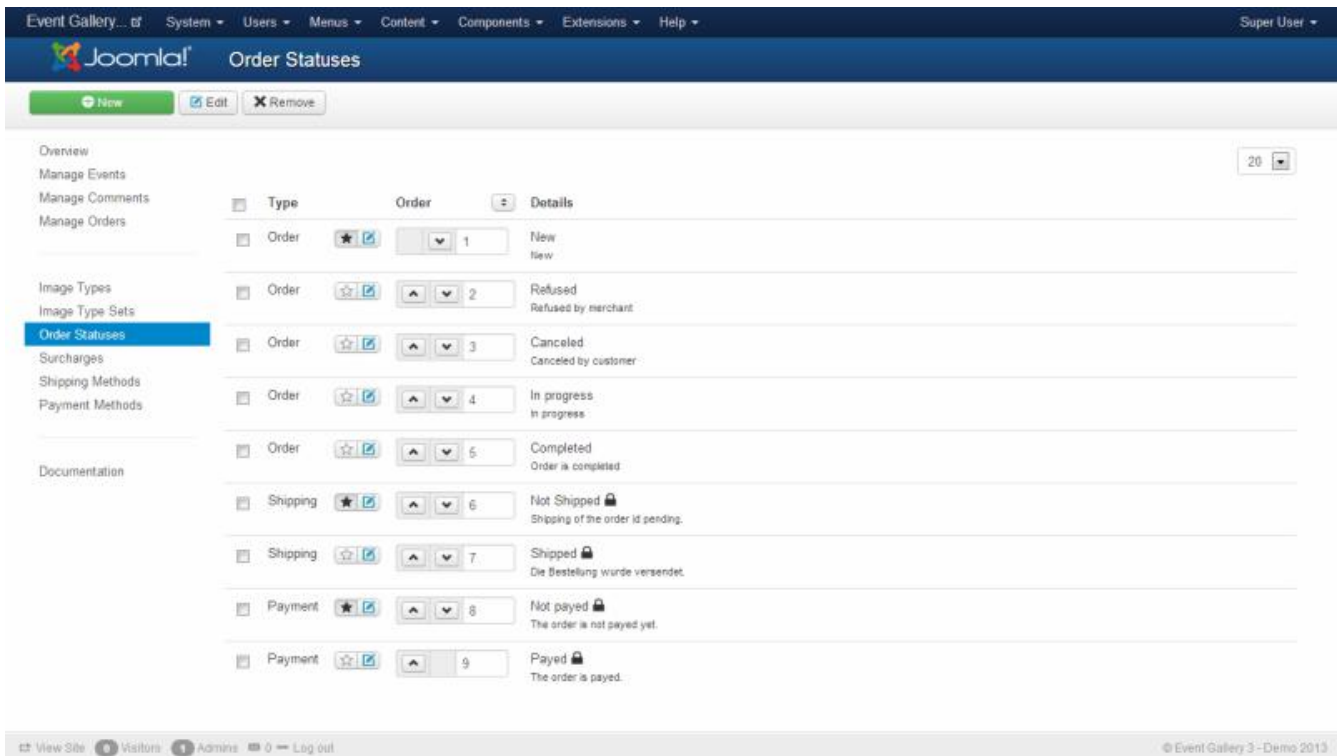 Event Gallery... System Users Menus Content Components Extensions Help Super User
Joomla! Order Statuses
New Edit Remove
Overview
Manage Events
Manage Comments
Manage Orders
Image Types
Image Type Sets
Order Statuses
Surcharges
Shipping Methods
Payment Methods
Documentation
20
Type Order Details
Order 1 New
New
Order 2 Refused
Refused by merchant
Order 3 Canceled
Canceled by customer
Order 4 In progress
In progress
Order 5 Completed
Order is completed
Shipping 6 Not Shipped
Shipping of the order id pending.
Shipping 7 Shipped
Die Bestellung wurde versendet.
Payment 8 Not payed
The order is not payed yet.
Payment 9 Payed
The order is payed.
View Site 0 Visitors 1 Admins 0 Log out © Event Gallery 3 - Demo 2013